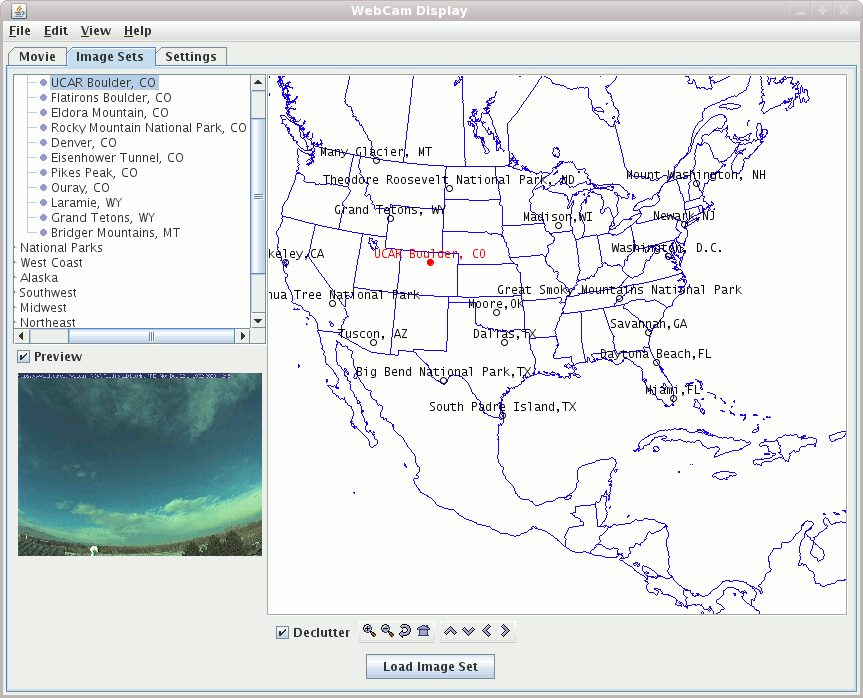 WebCam Display
File Edit View Help
Movie Image Sets Settings
UCAR Boulder, CO
Flatirons Boulder, CO
Eldora Mountain, CO
Rocky Mountain National Park, CO
Denver, CO
Eisenhower Tunnel, CO
Pikes Peak, CO
Ouray, CO
Laramie, WY
Grand Tetons, WY
Bridger Mountains, MT
National Parks
West Coast
Alaska
Southwest
Midwest
Northeast
Preview
Many Glacier, MT
Theodore Roosevelt National Park, ND
Mount Washington, NH
Grand Tetons, WY
Madison,WI
Newark,NJ
keley,CA
UCAR Boulder, CO
Washington, D.C.
hua Tree National Park
Great Smoky Mountains National Park
Moore,OK
Tuscon, AZ
Dallas,TX
Savannah,GA
Big Bend National Park,TX
Daytona Beach,FL
South Padre Island,TX
Miami,FL
Declutter
Load Image Set